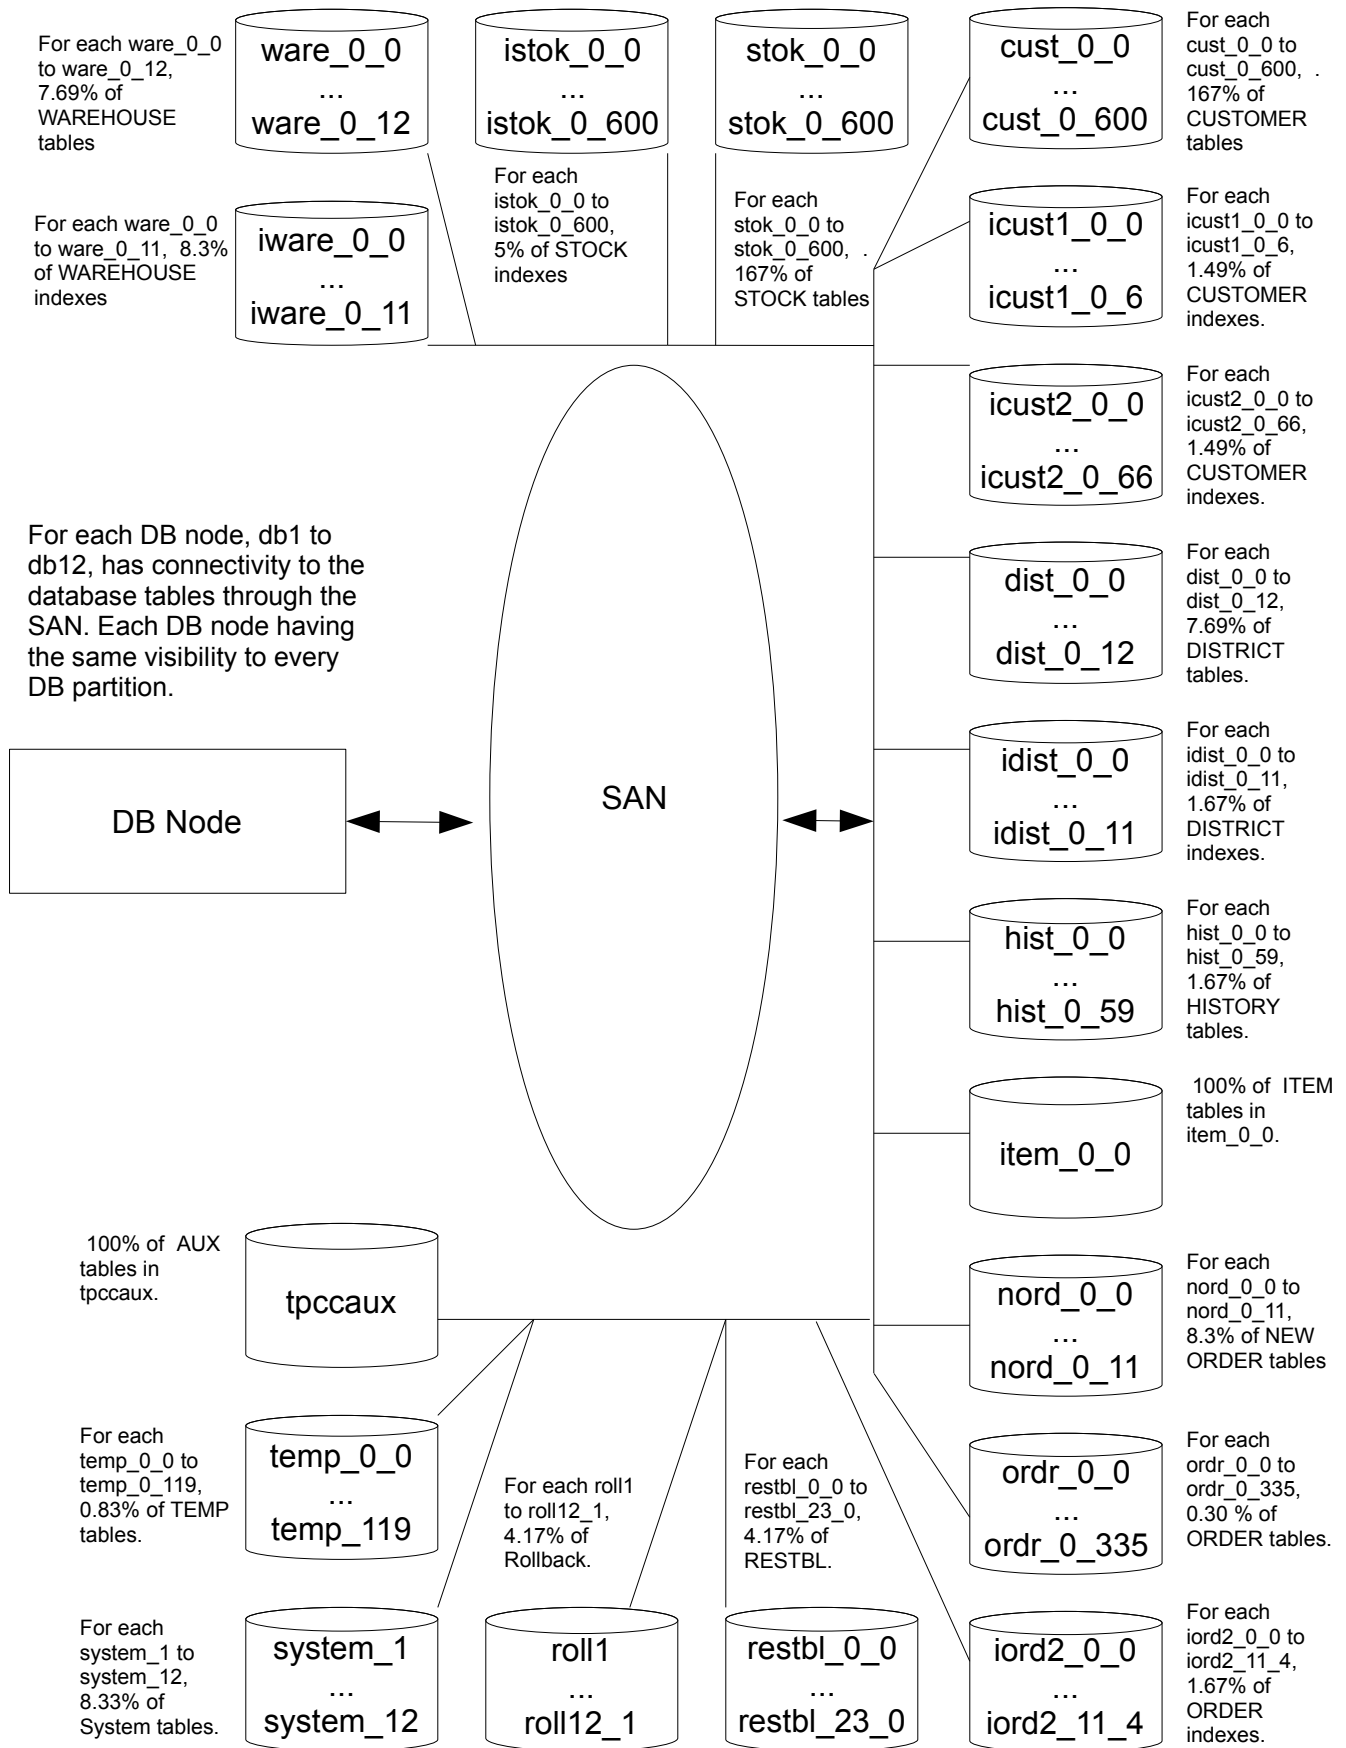 For each ware_0_0
to ware_0_12,
7.69% of
WAREHOUSE
tables
ware_0_0
...
ware_0_12
istok_0_0
...
istok_0_600
stok_0_0
...
stok_0_600
cust_0_0
...
cust_0_600
For each
cust_0_0 to
cust_0_600, .
167% of
CUSTOMER
tables
For each ware_0_0
to ware_0_11, 8.3%
of WAREHOUSE
indexes
iware_0_0
...
iware_0_11
For each
istok_0_0 to
istok_0_600,
5% of STOCK
indexes
For each
stok_0_0 to
stok_0_600, .
167% of
STOCK tables
icust1_0_0
...
icust1_0_6
For each
icust1_0_0 to
icust1_0_6,
1.49% of
CUSTOMER
indexes.
icust2_0_0
...
icust2_0_66
For each
icust2_0_0 to
icust2_0_66,
1.49% of
CUSTOMER
indexes.
For each DB node, db1 to
db12, has connectivity to the
database tables through the
SAN. Each DB node having
the same visibility to every
DB partition.
dist_0_0
...
dist_0_12
For each
dist_0_0 to
dist_0_12,
7.69% of
DISTRICT
tables.
DB Node
SAN
idist_0_0
...
idist_0_11
For each
idist_0_0 to
idist_0_11,
1.67% of
DISTRICT
indexes.
hist_0_0
...
hist_0_59
For each
hist_0_0 to
hist_0_59,
1.67% of
HISTORY
tables.
item_0_0
100% of ITEM
tables in
item_0_0.
100% of AUX
tables in
tpccaux.
tpccaux
nord_0_0
...
nord_0_11
For each
nord_0_0 to
nord_0_11,
8.3% of NEW
ORDER tables
For each
temp_0_0 to
temp_0_119,
0.83% of TEMP
tables.
temp_0_0
...
temp_119
For each roll1
to roll12_1,
4.17% of
Rollback.
For each
restbl_0_0 to
restbl_23_0,
4.17% of
RESTBL.
ordr_0_0
...
ordr_0_335
For each
ordr_0_0 to
ordr_0_335,
0.30 % of
ORDER tables.
For each
system_1 to
system_12,
8.33% of
System tables.
system_1
...
system_12
roll1
...
roll12_1
restbl_0_0
...
restbl_23_0
iord2_0_0
...
iord2_11_4
For each
iord2_0_0 to
iord2_11_4,
1.67% of
ORDER
indexes.